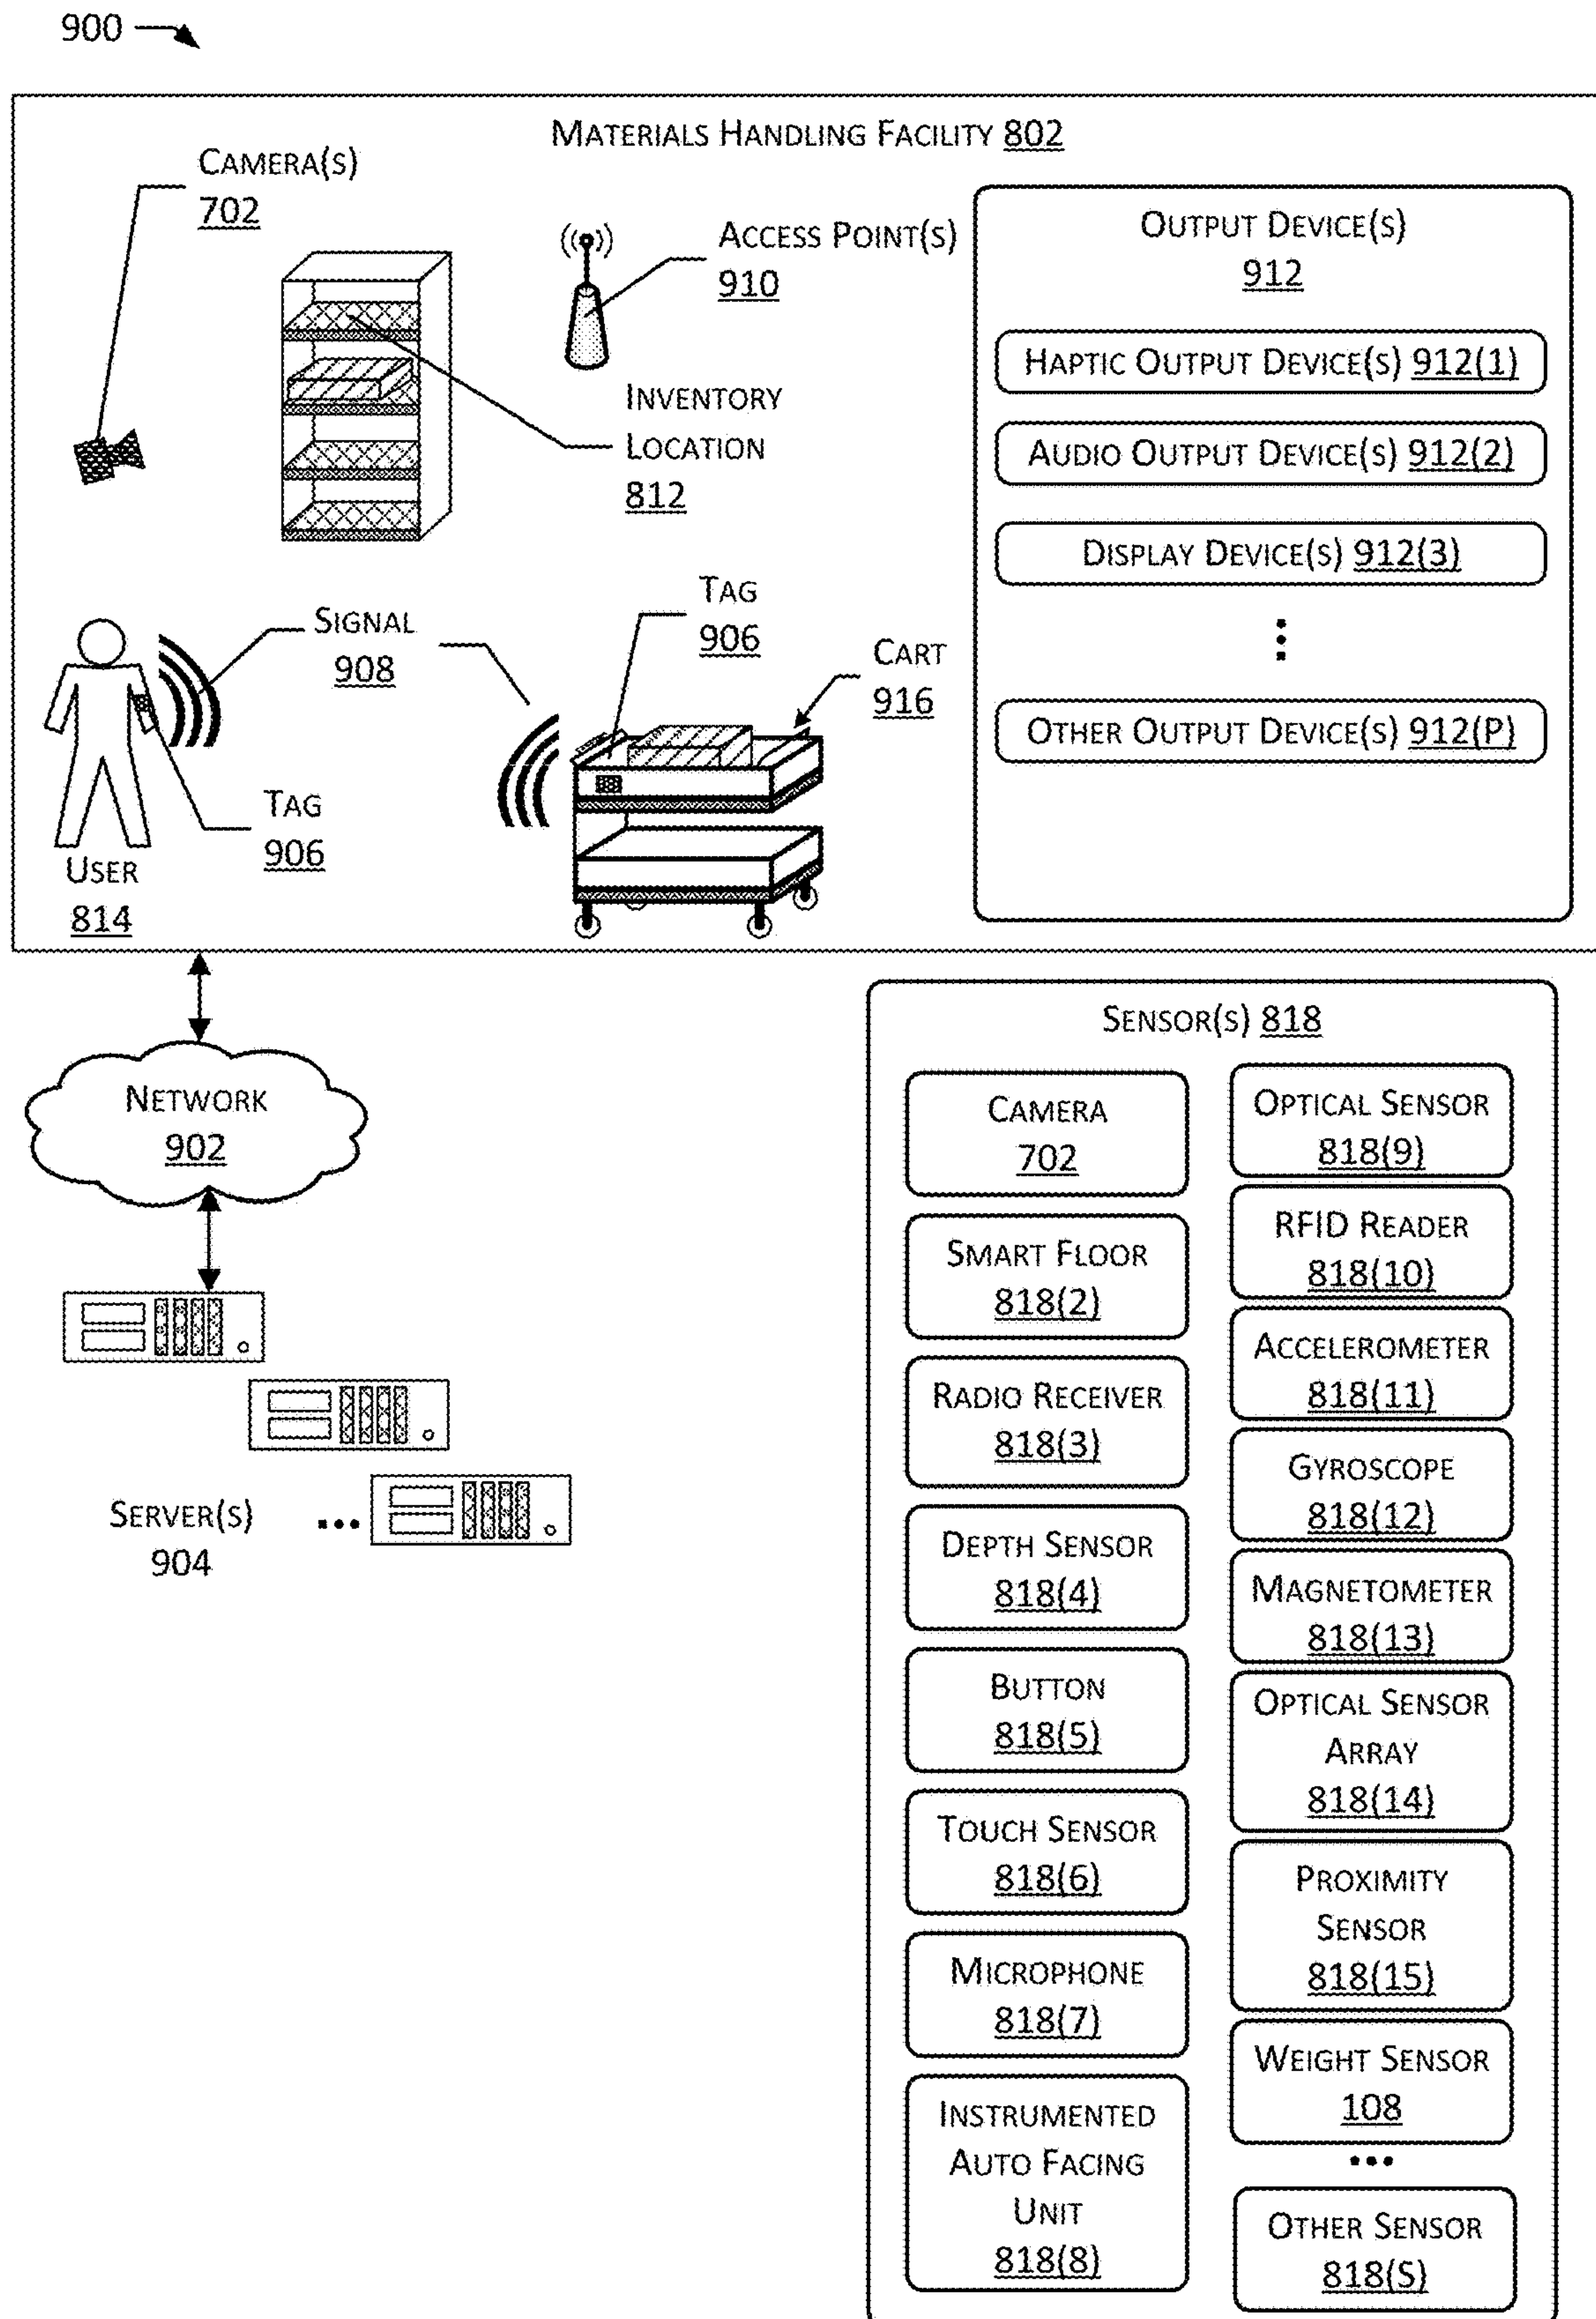 900
MATERIALS HANDLING FACILITY 802
CAMERA(S)
702
ACCESS POINT(S)
910
INVENTORY
LOCATION
812
OUTPUT DEVICE(S)
912
HAPTIC OUTPUT DEVICE(S) 912(1)
AUDIO OUTPUT DEVICE(S) 912(2)
DISPLAY DEVICE(S) 912(3)
OTHER OUTPUT DEVICE(S) 912(P)
SIGNAL
908
TAG
906
CART
916
TAG
906
USER
814
NETWORK
902
SERVER(S)
904
SENSOR(S) 818
CAMERA
702
SMART FLOOR
818(2)
RADIO RECEIVER
818(3)
DEPTH SENSOR
818(4)
BUTTON
818(5)
TOUCH SENSOR
818(6)
MICROPHONE
818(7)
INSTRUMENTED
AUTO FACING
UNIT
818(8)
OPTICAL SENSOR
818(9)
RFID READER
818(10)
ACCELEROMETER
818(11)
GYROSCOPE
818(12)
MAGNETOMETER
818(13)
OPTICAL SENSOR
ARRAY
818(14)
PROXIMITY
SENSOR
818(15)
WEIGHT SENSOR
108
OTHER SENSOR
818(S)